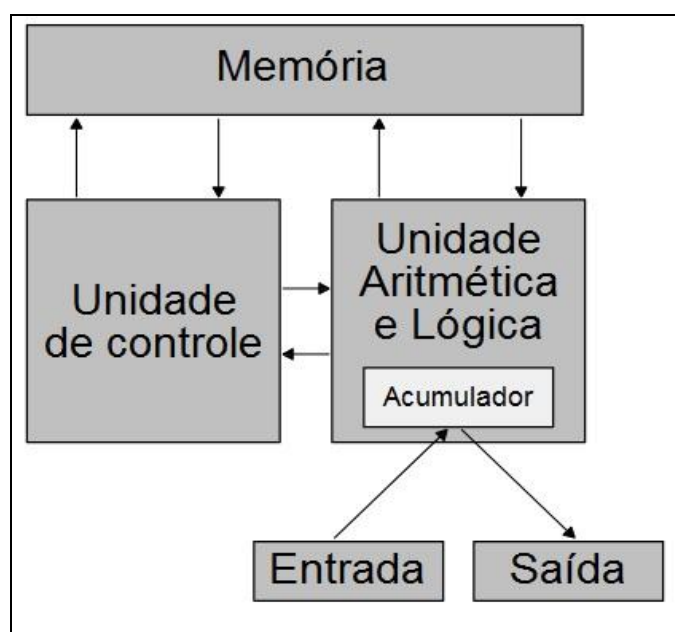 Memória
Unidade
de controle
Unidade
Aritmética
e Lógica
Acumulador
Entrada
Saída